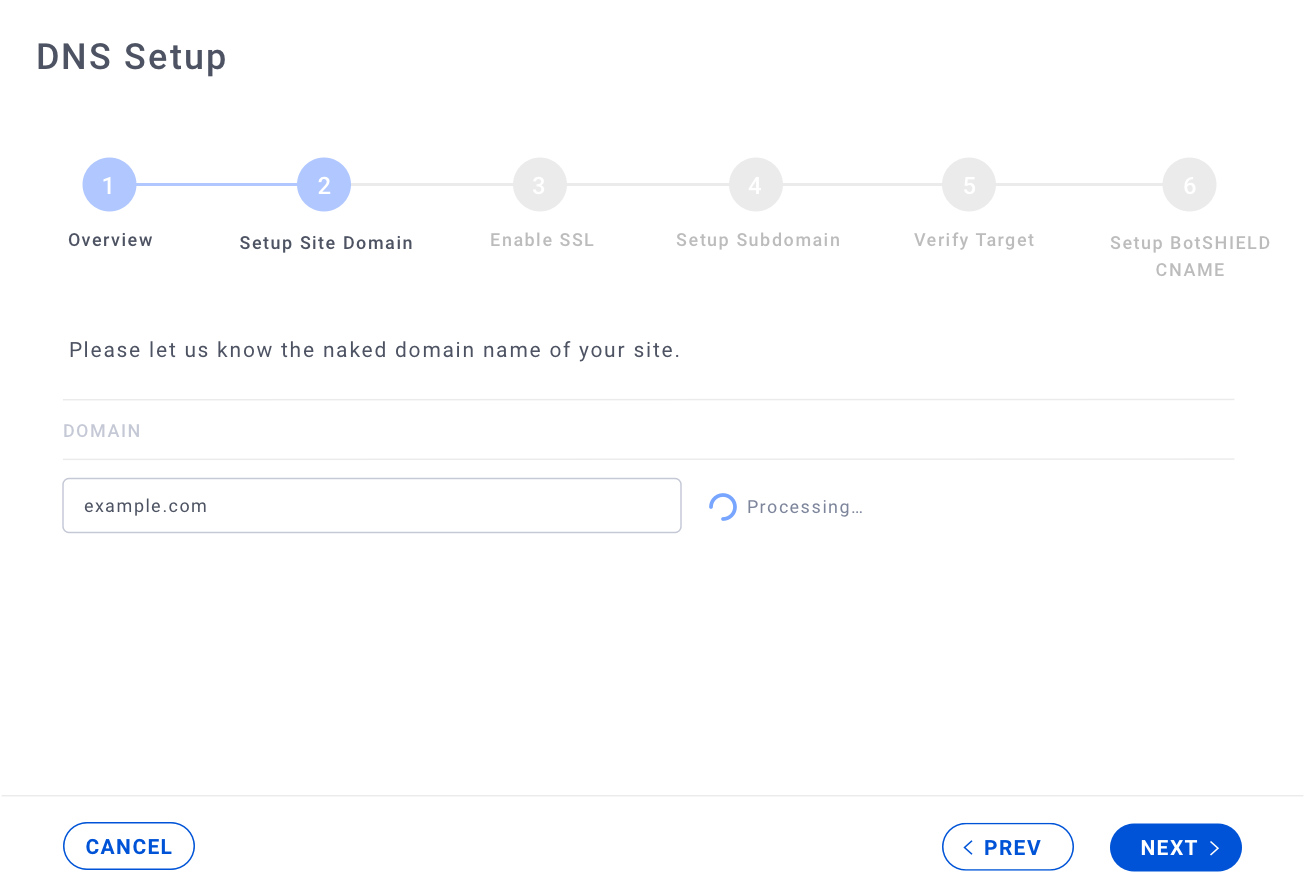 DNS Setup
1 2 3 4 5 6
Overview Setup Site Domain Enable SSL Setup Subdomain Verify Target Setup BotSHIELD
CNAME
Please let us know the naked domain name of your site.
DOMAIN
example.com Processing…
CANCEL < PREV NEXT >